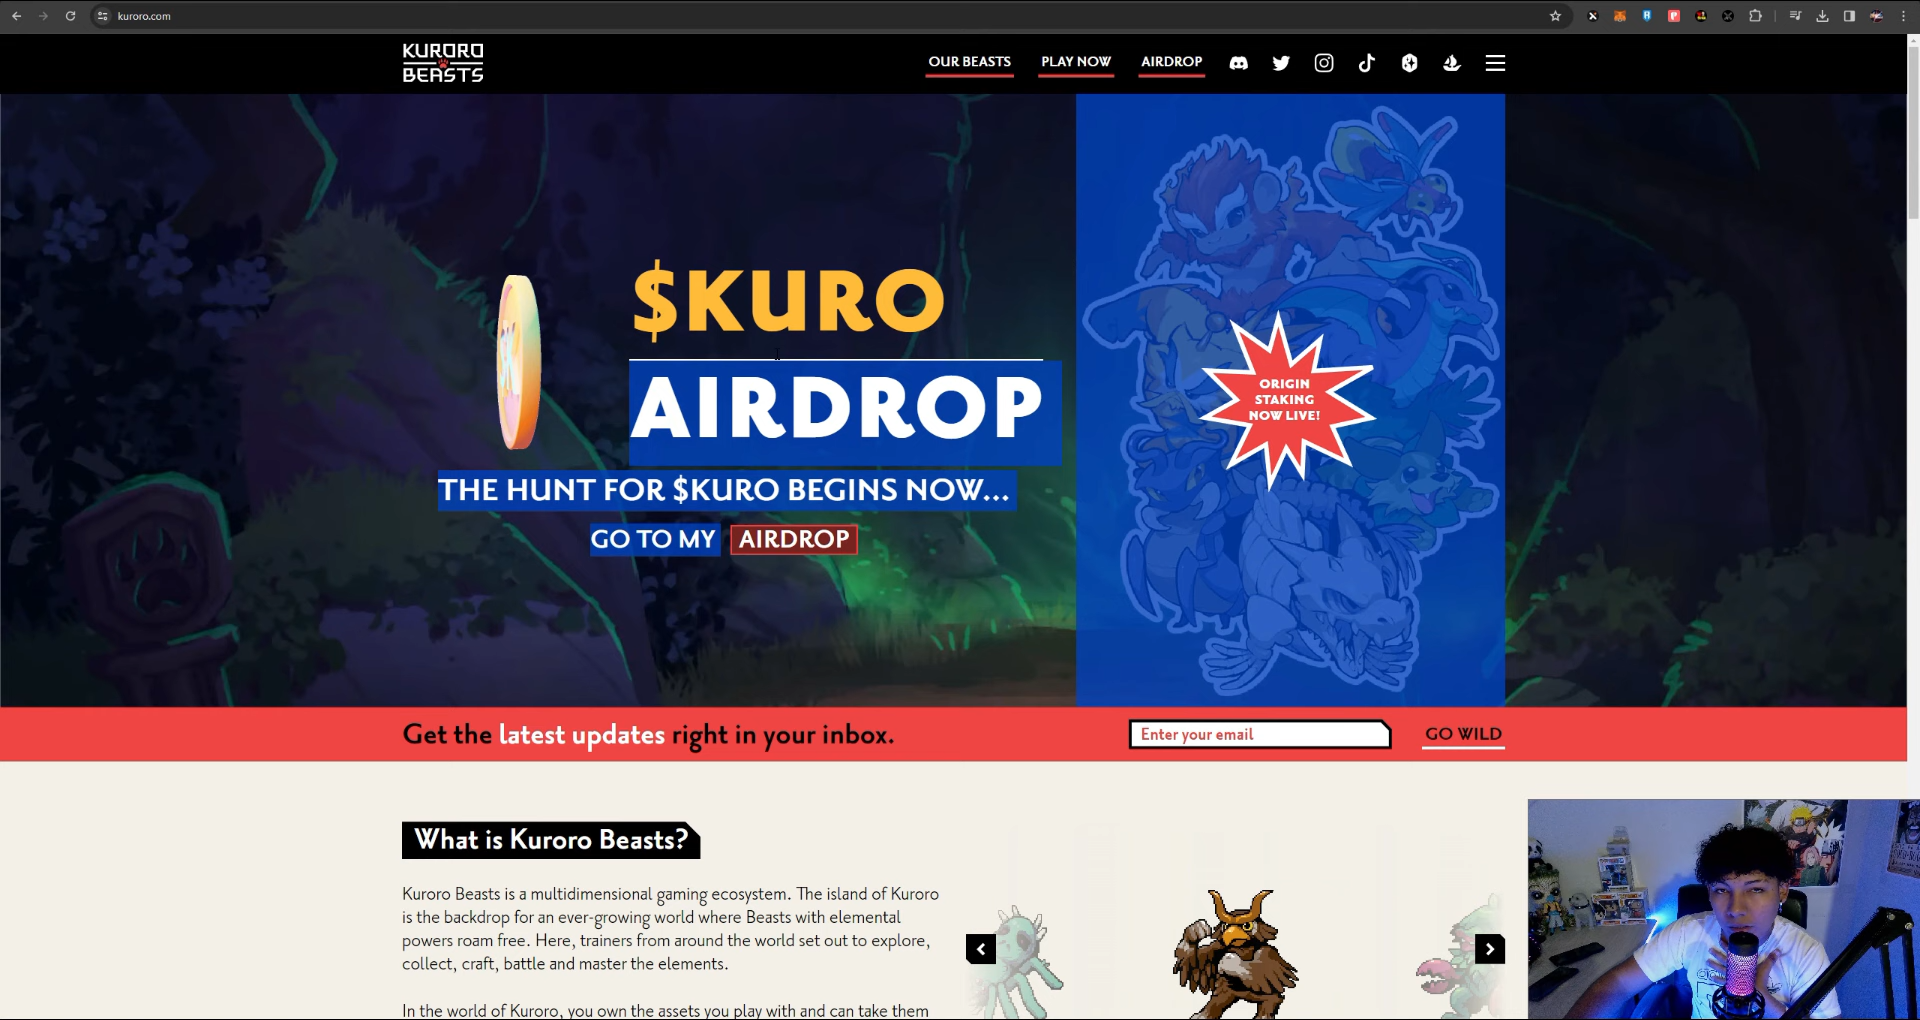 kuroro.com
KURORO
BEASTS
OUR BEASTS
PLAY NOW
AIRDROP
$KURO
AIRDROP
THE HUNT FOR $KURO BEGINS NOW...
GO TO MY AIRDROP
ORIGIN
STAKING
NOW LIVE!
Get the latest updates right in your inbox.
Enter your email
GO WILD
What is Kuroro Beasts?
Kuroro Beasts is a multidimensional gaming ecosystem. The island of Kuroro
is the backdrop for an ever-growing world where Beasts with elemental
powers roam free. Here, trainers from around the world set out to explore,
collect, craft, battle and master the elements.
In the world of Kuroro, you own the assets you play with and can take them